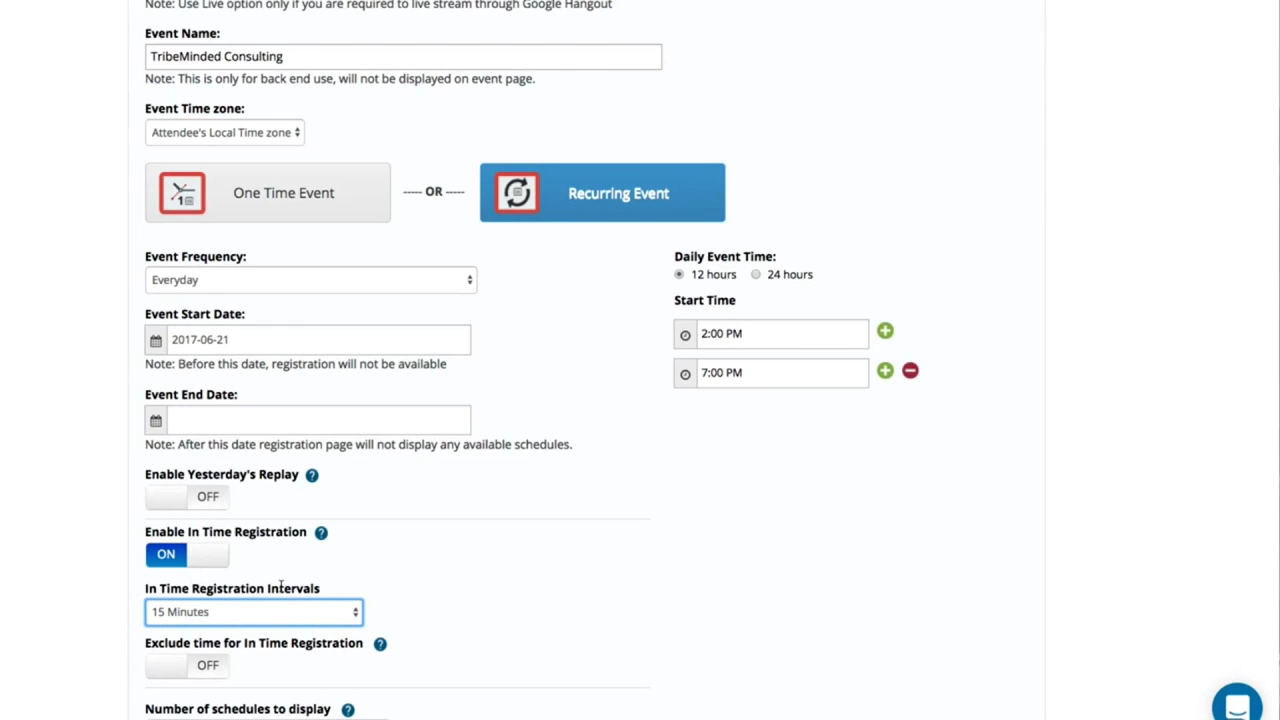 Note: Use Live option only if you are required to live stream through Google Hangout
Event Name:
TribeMinded Consulting
Note: This is only for back end use, will not be displayed on event page.
Event Time zone:
Attendee's Local Time zone
1
One Time Event
----- OR -----
Recurring Event
Event Frequency:
Everyday
Event Start Date:
2017-06-21
Note: Before this date, registration will not be available
Event End Date:
Note: After this date registration page will not display any available schedules.
Enable Yesterday's Replay ?
OFF
Enable In Time Registration ?
ON
In Time Registration Intervals
15 Minutes
Exclude time for In Time Registration ?
OFF
Number of schedules to display ?
Daily Event Time:
12 hours 24 hours
Start Time
2:00 PM
7:00 PM